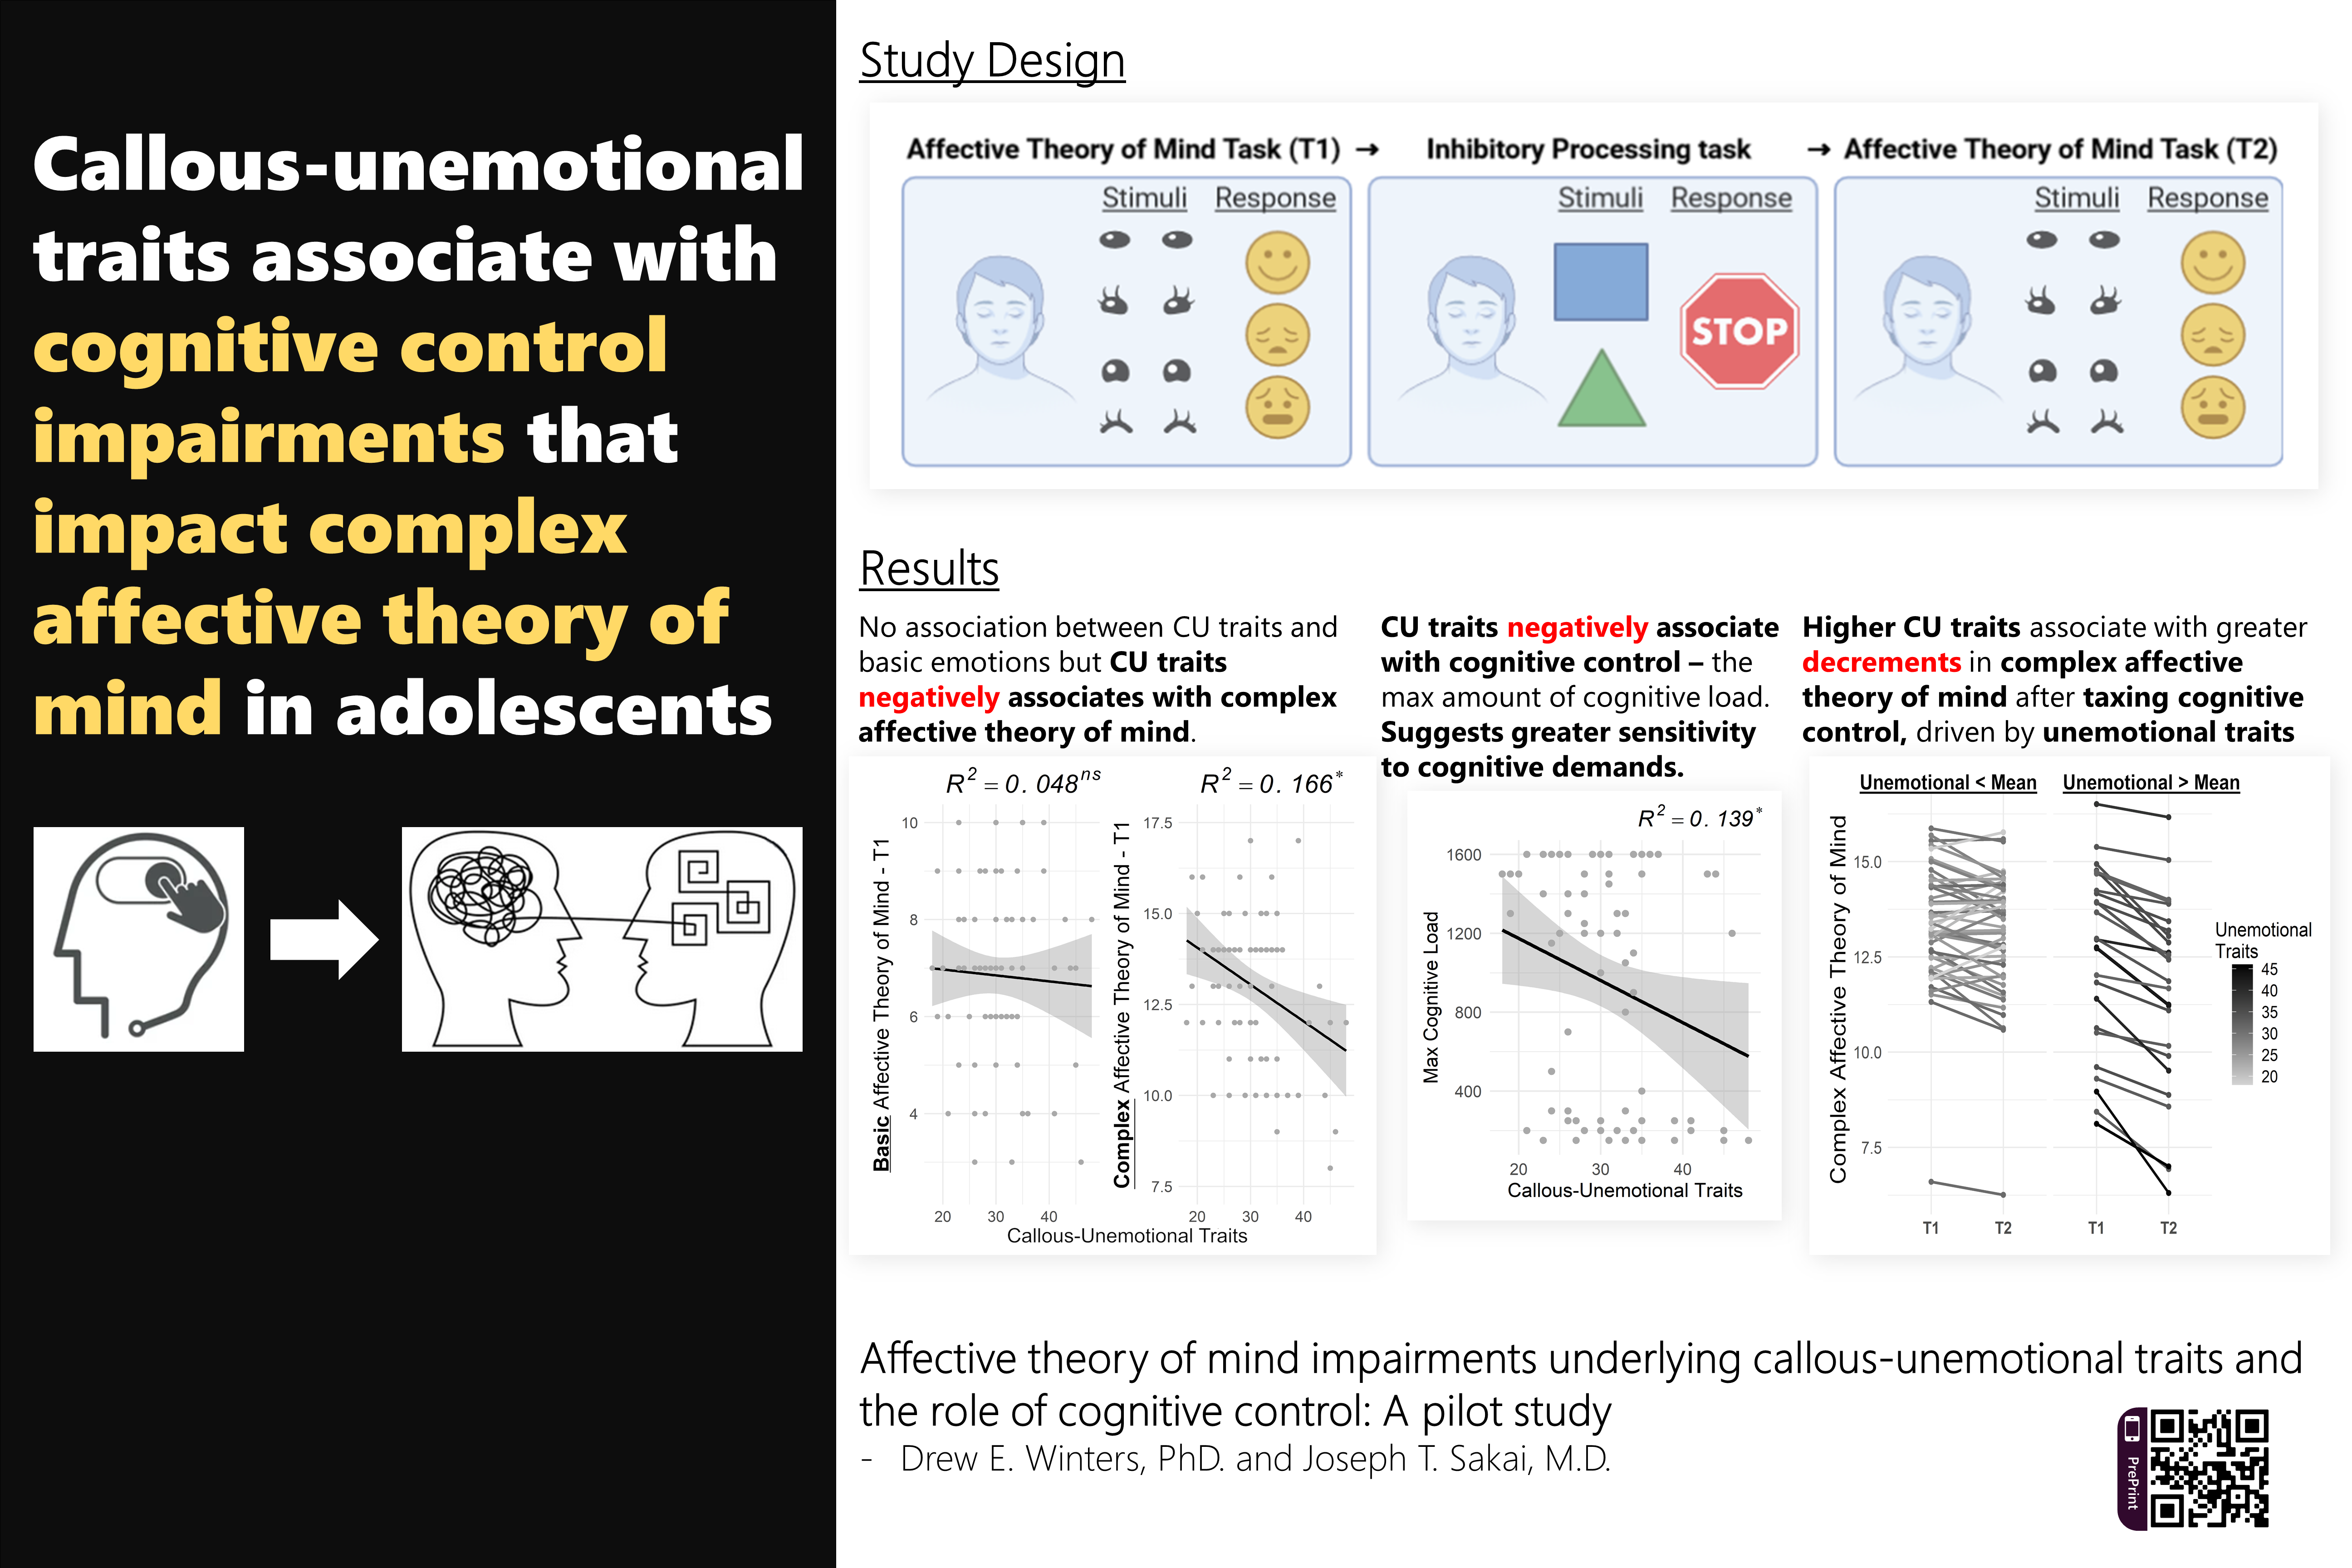 Callous-unemotional
traits associate with
cognitive control
impairments that
impact complex
affective theory of
mind in adolescents
Study Design
Affective Theory of Mind Task (T1) → Inhibitory Processing task → Affective Theory of Mind Task (T2)
Stimuli Response
Stimuli Response
STOP
Stimuli Response
Results
No association between CU traits and
basic emotions but CU traits
negatively associates with complex
affective theory of mind.
R² = 0.048ⁿˢ
Basic Affective Theory of Mind - T1
10
8
6
4
20 30 40
R² = 0.166*
Complex Affective Theory of Mind - T1
17.5
15.0
12.5
10.0
7.5
20 30 40
Callous-Unemotional Traits
CU traits negatively associate
with cognitive control – the
max amount of cognitive load.
Suggests greater sensitivity
to cognitive demands.
R² = 0.139*
Max Cognitive Load
1600
1200
800
400
20 30 40
Callous-Unemotional Traits
Higher CU traits associate with greater
decrements in complex affective
theory of mind after taxing cognitive
control, driven by unemotional traits
Unemotional < Mean Unemotional > Mean
Complex Affective Theory of Mind
15.0
12.5
10.0
7.5
T1 T2 T1 T2
Unemotional
Traits
45
40
35
30
25
20
Affective theory of mind impairments underlying callous-unemotional traits and
the role of cognitive control: A pilot study
- Drew E. Winters, PhD. and Joseph T. Sakai, M.D.
PrePrint